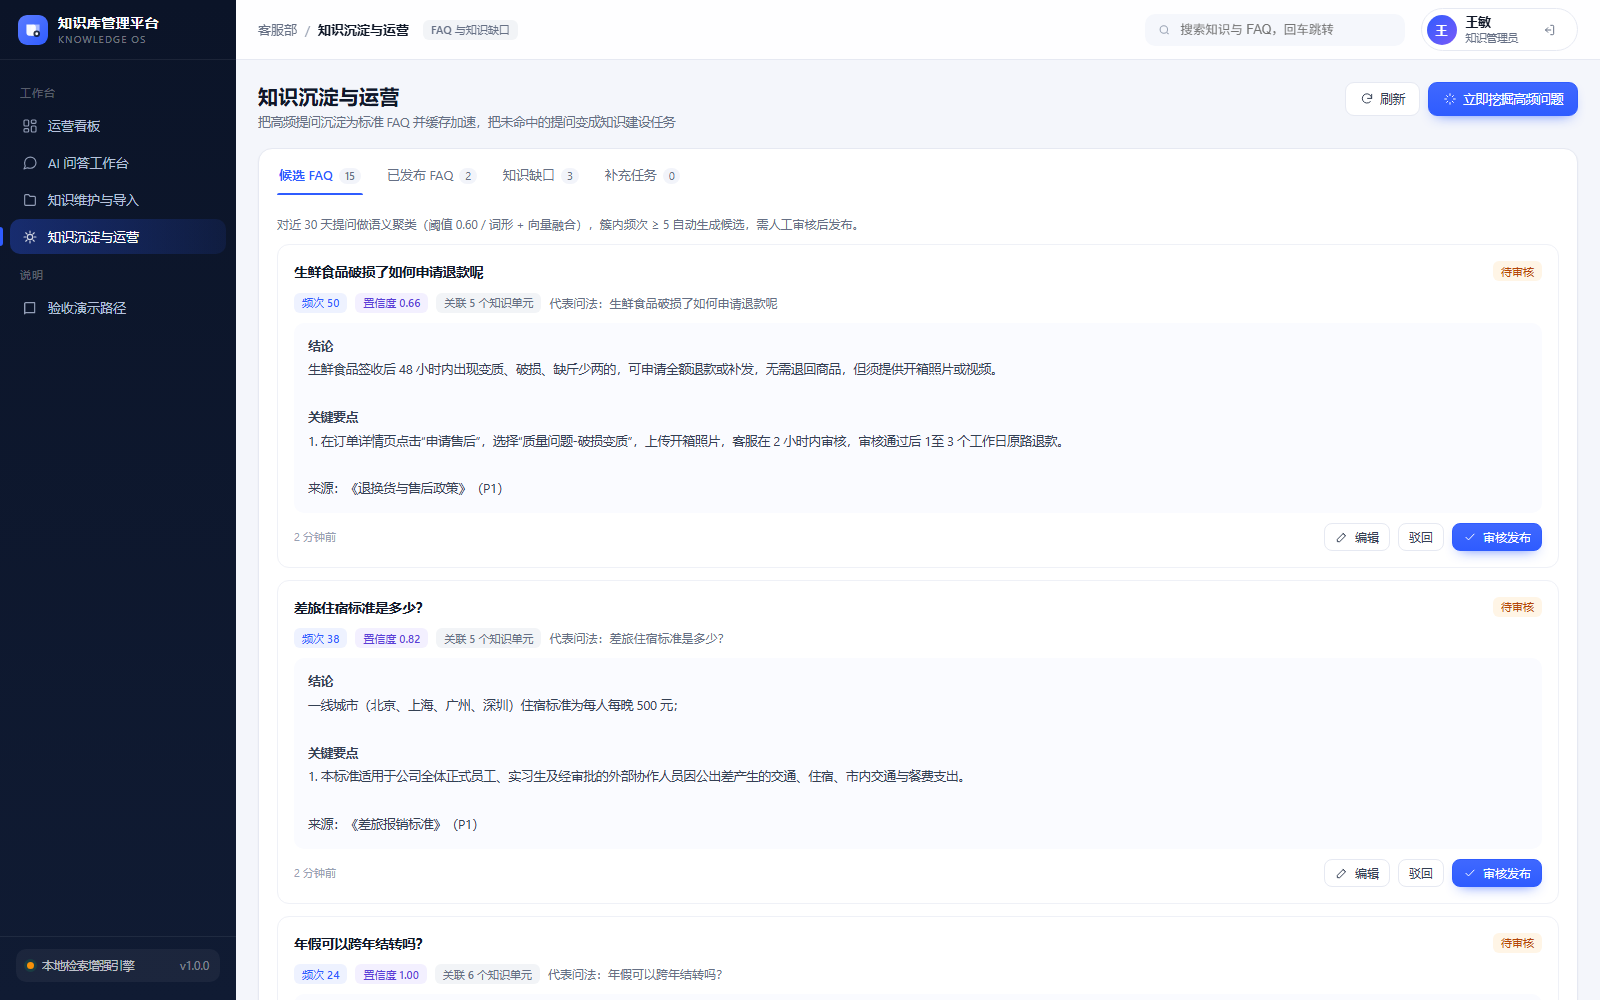 知识库管理平台
KNOWLEDGE OS
工作台
运营看板
AI 问答工作台
知识维护与导入
知识沉淀与运营
说明
验收演示路径
本地检索增强引擎 v1.0.0
客服部 / 知识沉淀与运营 FAQ 与知识缺口
搜索知识与 FAQ，回车跳转
王 王敏
知识管理员
知识沉淀与运营
把高频提问沉淀为标准 FAQ 并缓存加速，把未命中的提问变成知识建设任务
刷新 立即挖掘高频问题
候选 FAQ 15 已发布 FAQ 2 知识缺口 3 补充任务 0
对近 30 天提问做语义聚类（阈值 0.60 / 词形 + 向量融合），簇内频次 ≥ 5 自动生成候选，需人工审核后发布。
生鲜食品破损了如何申请退款呢 待审核
频次 50 置信度 0.66 关联 5 个知识单元 代表问法：生鲜食品破损了如何申请退款呢
结论
生鲜食品签收后 48 小时内出现变质、破损、缺斤少两的，可申请全额退款或补发，无需退回商品，但须提供开箱照片或视频。
关键要点
1. 在订单详情页点击“申请售后”，选择“质量问题-破损变质”，上传开箱照片，客服在 2 小时内审核，审核通过后 1至 3 个工作日原路退款。
来源：《退换货与售后政策》（P1）
2 分钟前 编辑 驳回 审核发布
差旅住宿标准是多少？ 待审核
频次 38 置信度 0.82 关联 5 个知识单元 代表问法：差旅住宿标准是多少？
结论
一线城市（北京、上海、广州、深圳）住宿标准为每人每晚 500 元；
关键要点
1. 本标准适用于公司全体正式员工、实习生及经审批的外部协作人员因公出差产生的交通、住宿、市内交通与餐费支出。
来源：《差旅报销标准》（P1）
2 分钟前 编辑 驳回 审核发布
年假可以跨年结转吗？ 待审核
频次 24 置信度 1.00 关联 6 个知识单元 代表问法：年假可以跨年结转吗？